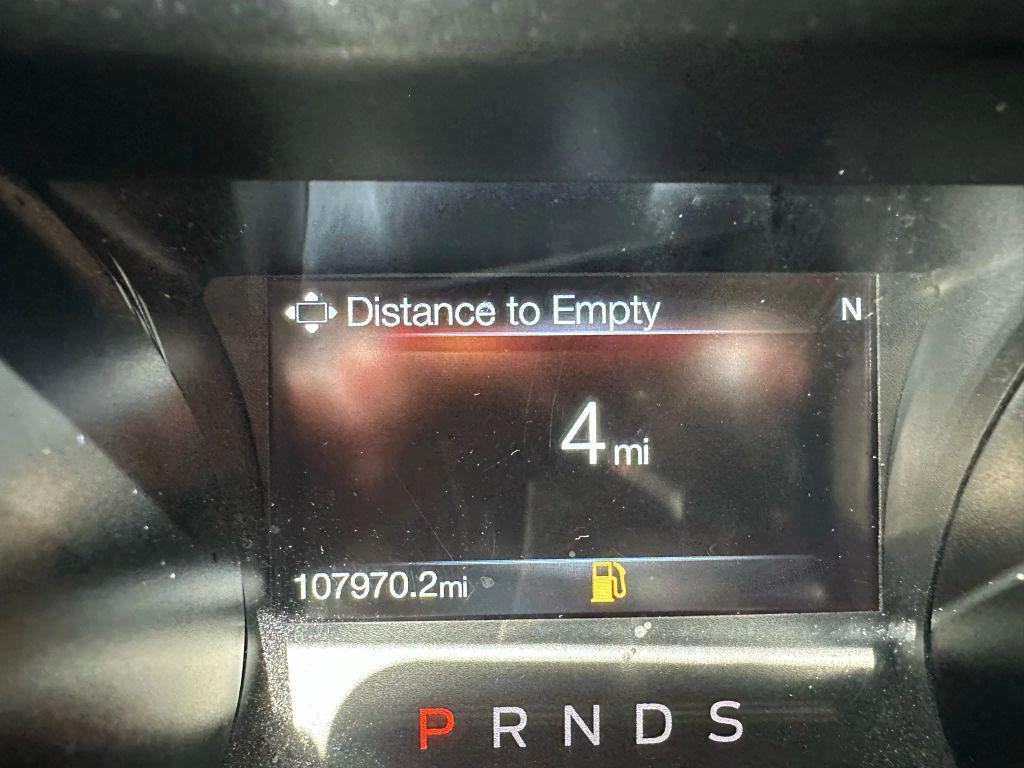 Distance to Empty N
4 mi
107970.2mi
P R N D S